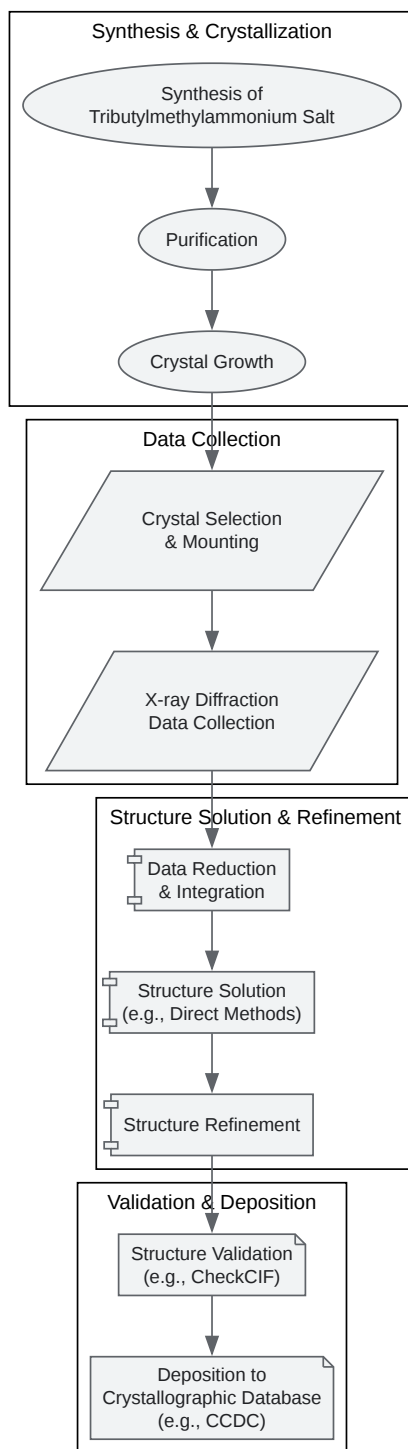 Synthesis & Crystallization
Synthesis of
Tributylmethylammonium Salt
Purification
Crystal Growth
Data Collection
Crystal Selection
& Mounting
X-ray Diffraction
Data Collection
Structure Solution & Refinement
Data Reduction
& Integration
Structure Solution
(e.g., Direct Methods)
Structure Refinement
Validation & Deposition
Structure Validation
(e.g., CheckCIF)
Deposition to
Crystallographic Database
(e.g., CCDC)